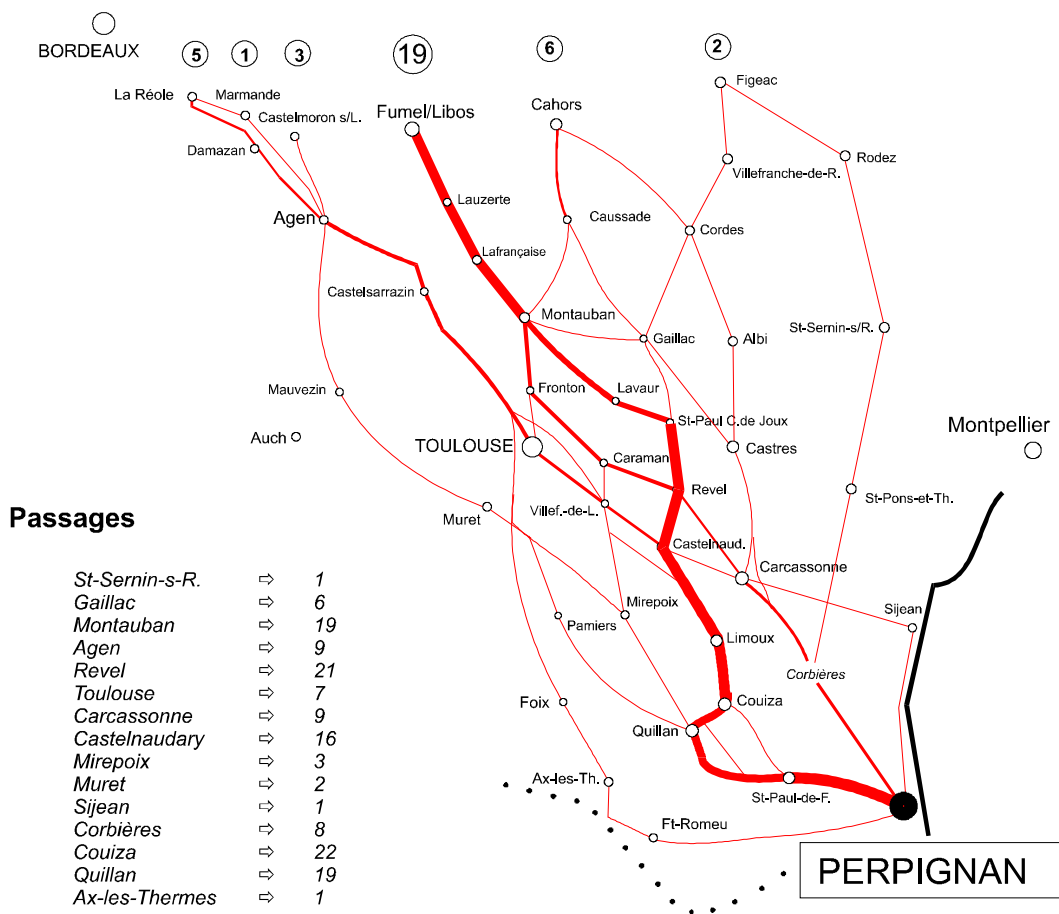 BORDEAUX
5
1
3
19
6
2
La Réole
Marmande
Castelmoron s/L.
Damazan
Fumel/Libos
Cahors
Figeac
Villefranche-de-R.
Rodez
Agen
Lauzerte
Caussade
Cordes
Lafrançaise
Castelsarrazin
Montauban
Gaillac
Albi
St-Sernin-s/R.
Mauvezin
Fronton
Lavaur
St-Paul C.de Joux
Auch
TOULOUSE
Caraman
Castres
Montpellier
Revel
St-Pons-et-Th.
Muret
Villef.-de-L.
Castelnaud.
Carcassonne
Pamiers
Mirepoix
Sijean
Limoux
Corbières
Foix
Couiza
Quillan
Ax-les-Th.
St-Paul-de-F.
Ft-Romeu
PERPIGNAN
Passages
St-Sernin-s-R. ⇨ 1
Gaillac ⇨ 6
Montauban ⇨ 19
Agen ⇨ 9
Revel ⇨ 21
Toulouse ⇨ 7
Carcassonne ⇨ 9
Castelnaudary ⇨ 16
Mirepoix ⇨ 3
Muret ⇨ 2
Sijean ⇨ 1
Corbières ⇨ 8
Couiza ⇨ 22
Quillan ⇨ 19
Ax-les-Thermes ⇨ 1